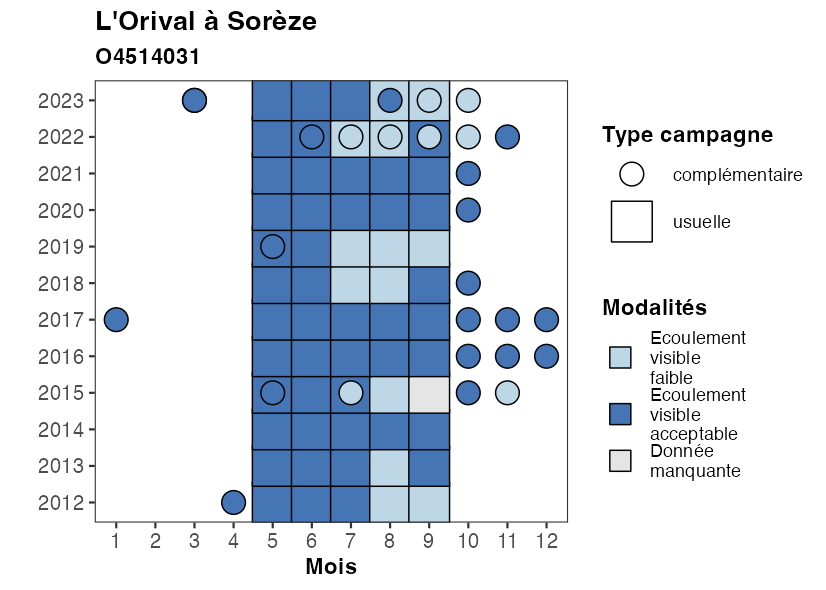 L'Orival à Sorèze
O4514031
2023
2022
2021
2020
2019
2018
2017
2016
2015
2014
2013
2012
1 2 3 4 5 6 7 8 9 10 11 12
Mois
Type campagne
complémentaire
usuelle
Modalités
Ecoulement
visible
faible
Ecoulement
visible
acceptable
Donnée
manquante